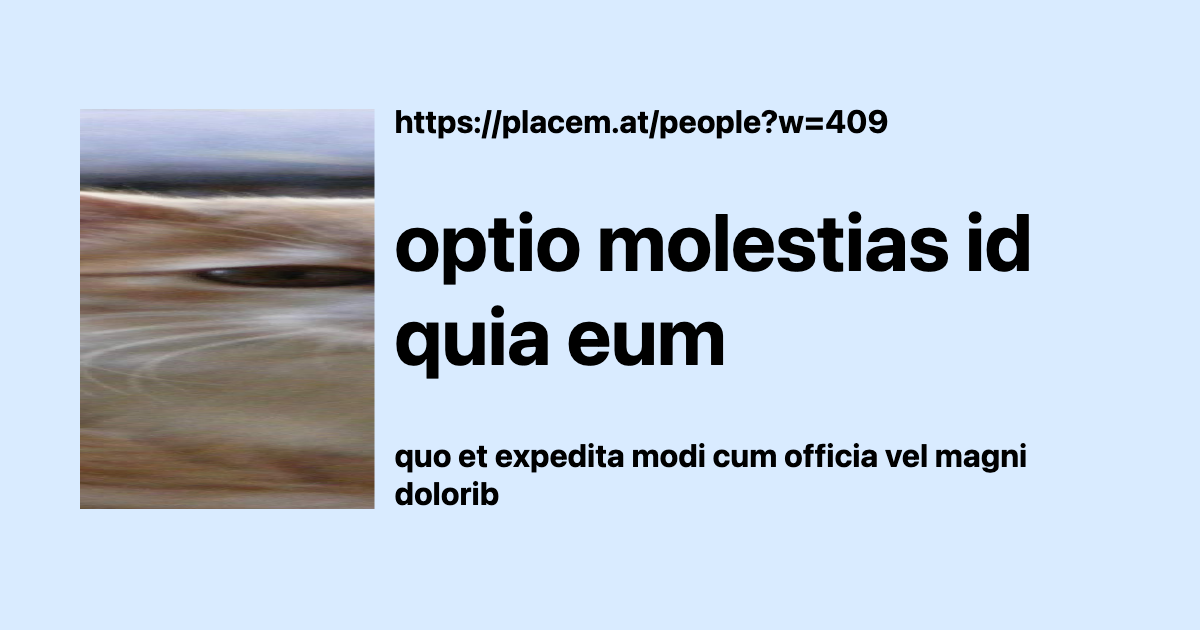 https://placem.at/people?w=409
optio molestias id
quia eum
quo et expedita modi cum officia vel magni
dolorib